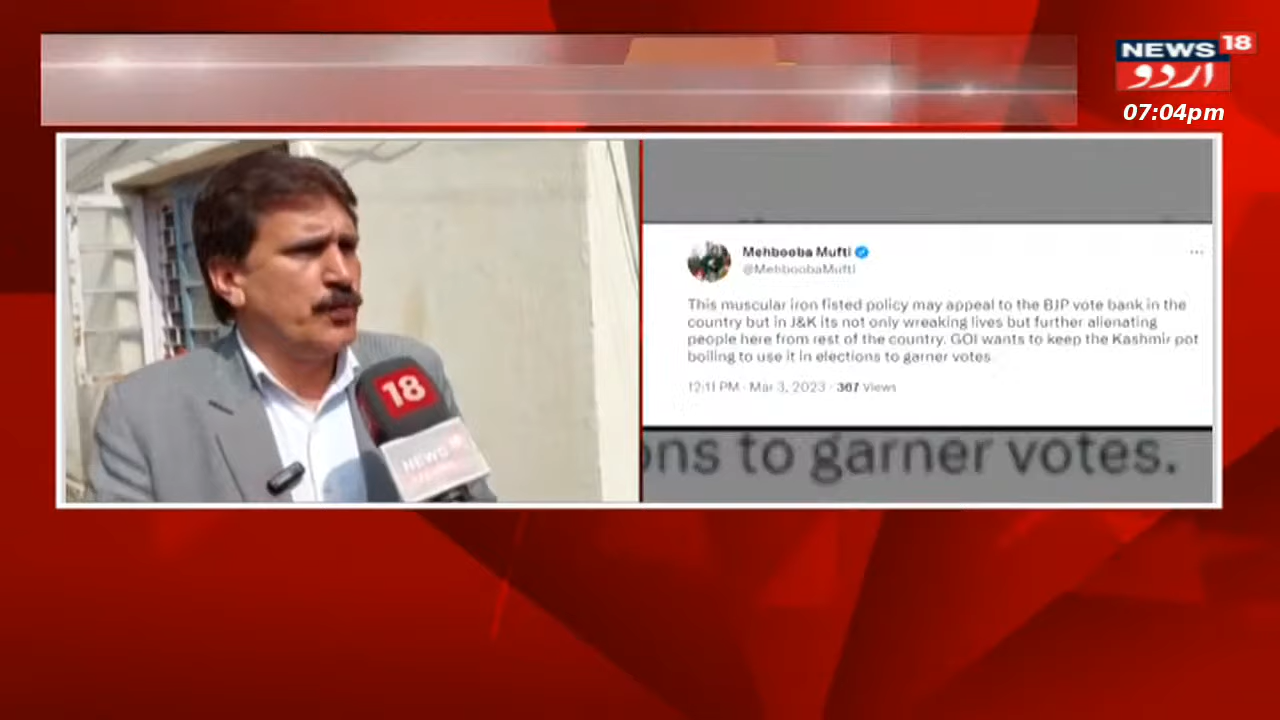 NEWS 18
اردو
07:04pm
Mehbooba Mufti
@MehboobaMufti
This muscular iron fisted policy may appeal to the BJP vote bank in the
country but in J&K its not only wreaking lives but further alienating
people here from rest of the country. GOI wants to keep the Kashmir pot
boiling to use it in elections to garner votes.
12:11 PM · Mar 3, 2023 · 367 Views
ons to garner votes.
18
NEWS 18